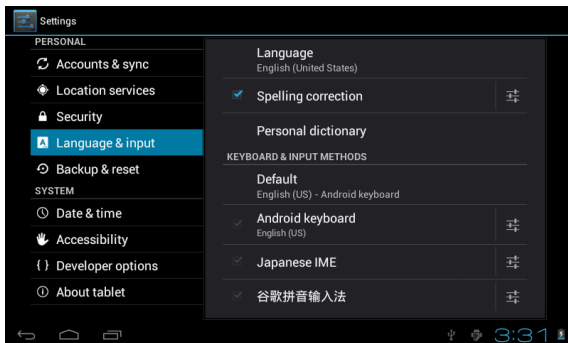 Settings
PERSONAL
Accounts & sync
Location services
Security
Language & input
Backup & reset
SYSTEM
Date & time
Accessibility
{ } Developer options
About tablet
Language
English (United States)
Spelling correction
Personal dictionary
KEYBOARD & INPUT METHODS
Default
English (US) - Android keyboard
Android keyboard
English (US)
Japanese IME
谷歌拼音输入法
3:31